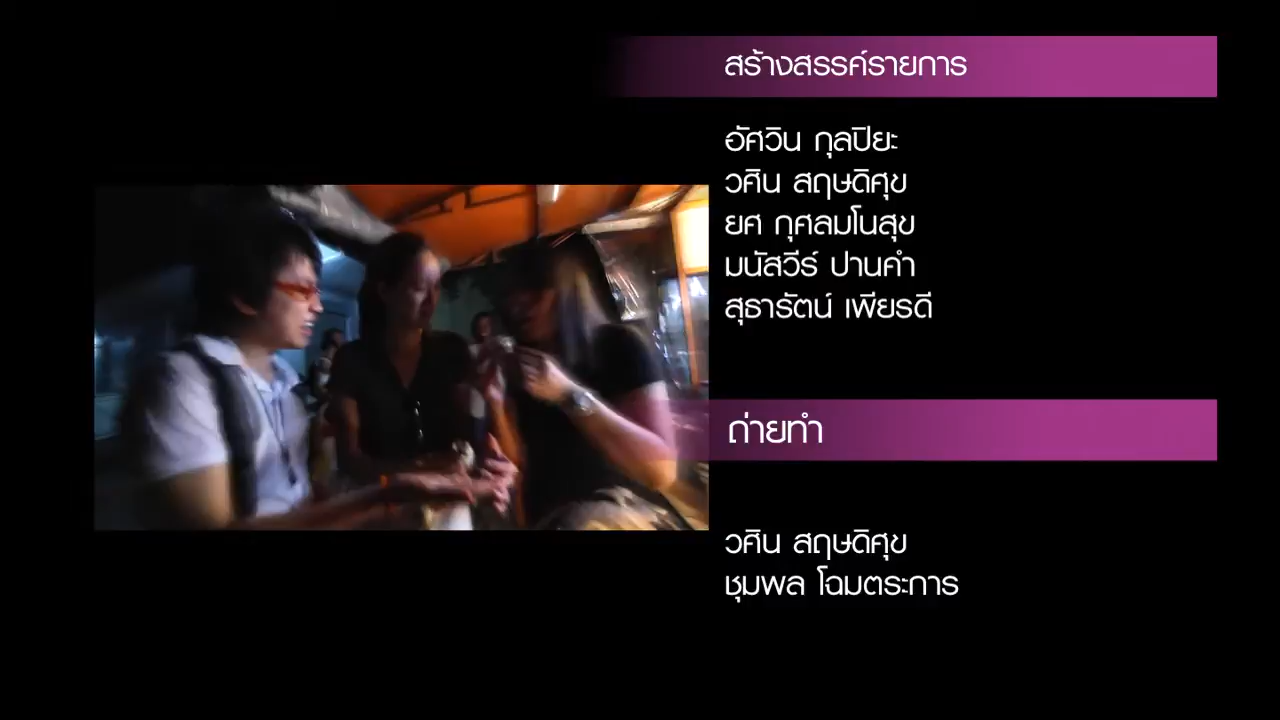 สร้างสรรค์รายการ
อัศวิน กุลปิยะ
วศิน สฤษดิศุข
ยศ กุศลมโนสุข
มนัสวีร์ ปานคำ
สุธารัตน์ เพียรดี
ถ่ายทำ
วศิน สฤษดิศุข
ชุมพล โฉมตระการ